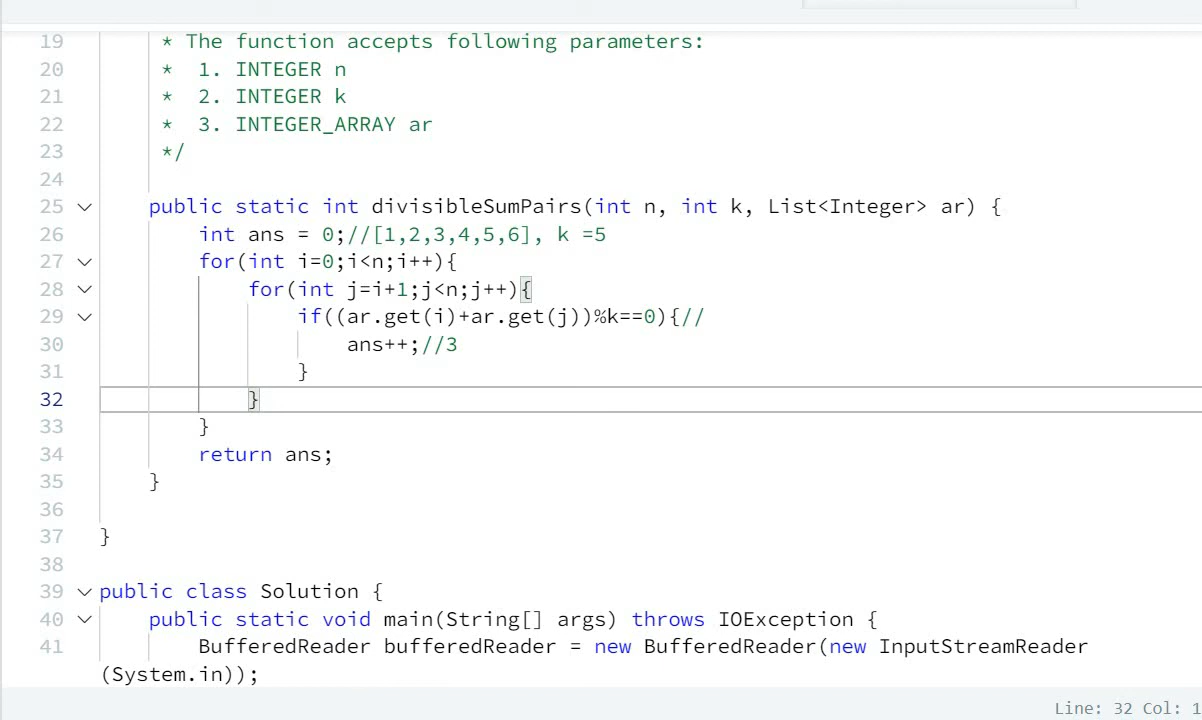 19 * The function accepts following parameters:
20 * 1. INTEGER n
21 * 2. INTEGER k
22 * 3. INTEGER_ARRAY ar
23 */
24
25 public static int divisibleSumPairs(int n, int k, List<Integer> ar) {
26 int ans = 0;//[1,2,3,4,5,6], k =5
27 for(int i=0;i<n;i++){
28 for(int j=i+1;j<n;j++){
29 if((ar.get(i)+ar.get(j))%k==0){//
30 ans++;//3
31 }
32 }
33 }
34 return ans;
35 }
36
37 }
38
39 public class Solution {
40 public static void main(String[] args) throws IOException {
41 BufferedReader bufferedReader = new BufferedReader(new InputStreamReader
(System.in));
Line: 32 Col: 1